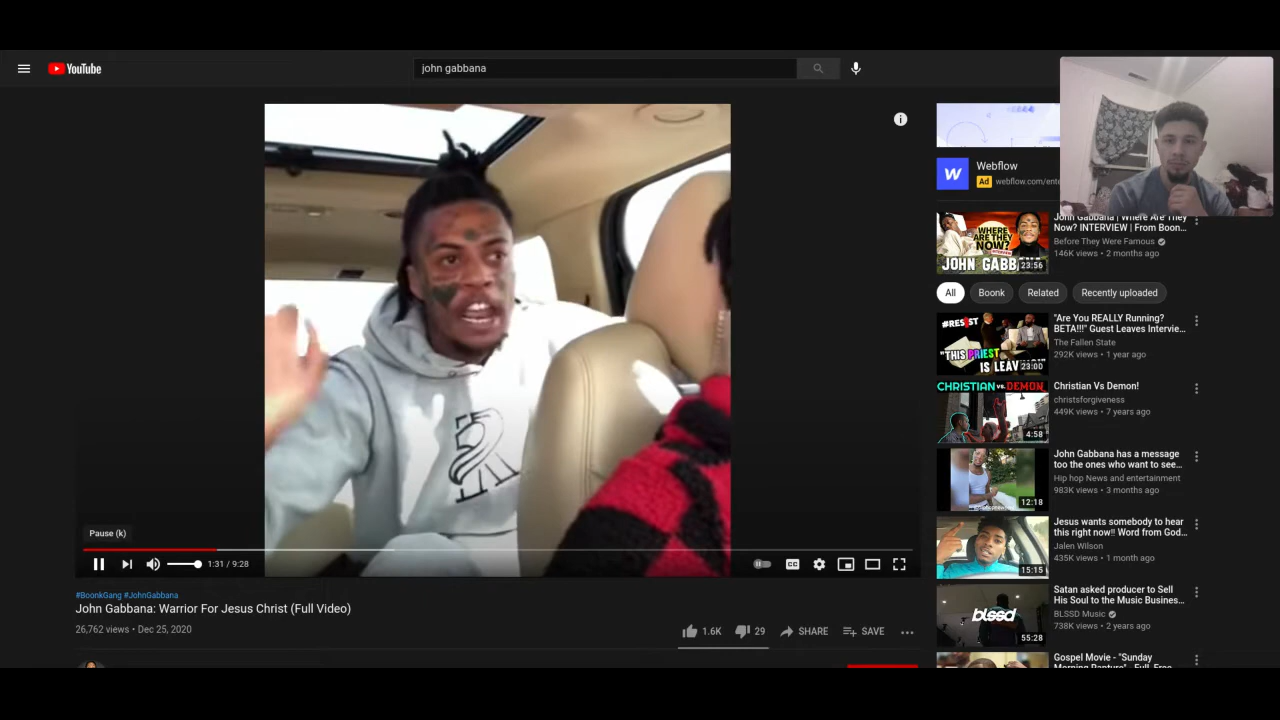 YouTube
john gabbana
Pause (k)
1:31 / 9:28
#BoonkGang #JohnGabbana
John Gabbana: Warrior For Jesus Christ (Full Video)
26,762 views • Dec 25, 2020
1.6K
29
SHARE
SAVE
W
Webflow
Ad
WHERE ARE THEY NOW?
INTERVIEW
JOHN GABB
23:56
John Gabbana | Where Are They
Now? INTERVIEW | From Boon...
Before They Were Famous
146K views • 2 months ago
All
Boonk
Related
Recently uploaded
"THIS PRIEST
IS LEAV
23:00
"Are You REALLY Running?
BETA!!!" Guest Leaves Intervie...
The Fallen State
292K views • 1 year ago
CHRISTIAN VS. DEMON
4:58
Christian Vs Demon!
christsforgiveness
449K views • 7 years ago
12:18
John Gabbana has a message
too the ones who want to see...
Hip hop News and entertainment
983K views • 3 months ago
15:15
Jesus wants somebody to hear
this right now!! Word from God...
Jalen Wilson
435K views • 1 month ago
blssd
55:28
Satan asked producer to Sell
His Soul to the Music Busines...
BLSSD Music
738K views • 2 years ago
Gospel Movie - "Sunday